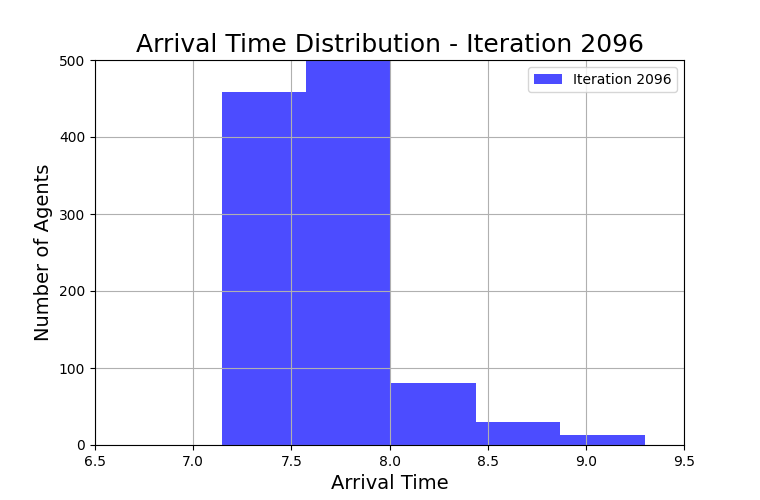 Arrival Time Distribution - Iteration 2096
Iteration 2096
Number of Agents
500
400
300
200
100
0
6.5 7.0 7.5 8.0 8.5 9.0 9.5
Arrival Time